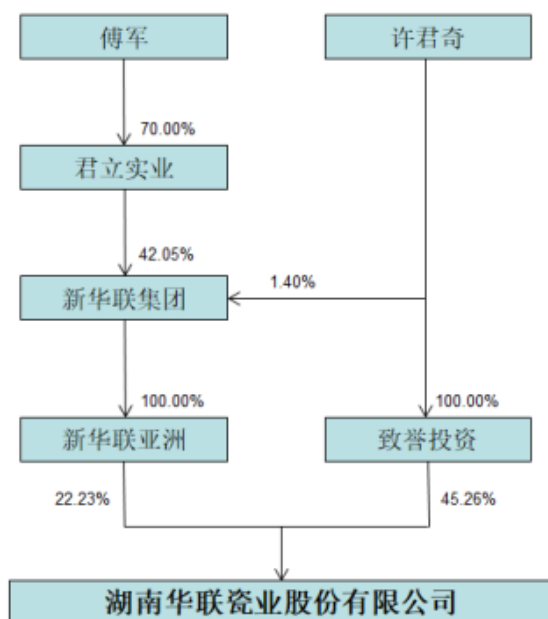 傅军
许君奇
70.00%
君立实业
42.05%
1.40%
新华联集团
100.00%
100.00%
新华联亚洲
致誉投资
22.23%
45.26%
湖南华联瓷业股份有限公司